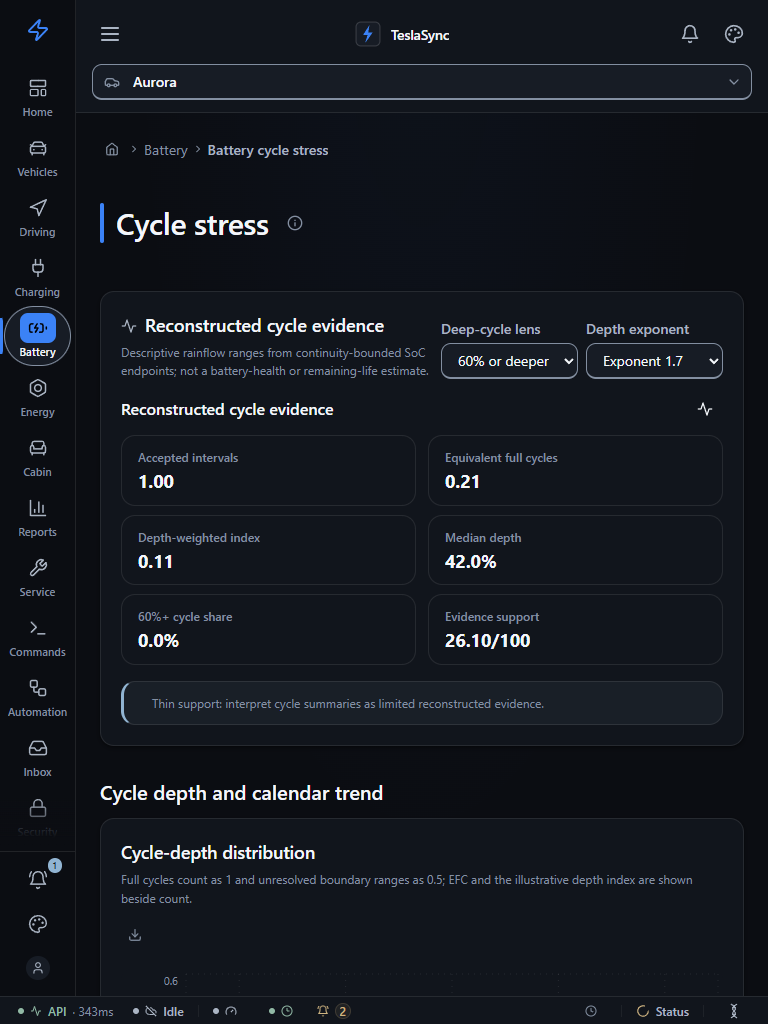 TeslaSync
Aurora
Home
Vehicles
Driving
Charging
Battery
Energy
Cabin
Reports
Service
Commands
Automation
Inbox
Security
1
Battery
Battery cycle stress
Cycle stress
Reconstructed cycle evidence
Descriptive rainflow ranges from continuity-bounded SoC
endpoints; not a battery-health or remaining-life estimate.
Deep-cycle lens
60% or deeper
Depth exponent
Exponent 1.7
Reconstructed cycle evidence
Accepted intervals
1.00
Equivalent full cycles
0.21
Depth-weighted index
0.11
Median depth
42.0%
60%+ cycle share
0.0%
Evidence support
26.10/100
Thin support: interpret cycle summaries as limited reconstructed evidence.
Cycle depth and calendar trend
Cycle-depth distribution
Full cycles count as 1 and unresolved boundary ranges as 0.5; EFC and the illustrative depth index are shown
beside count.
0.6
API · 343ms
Idle
2
Status